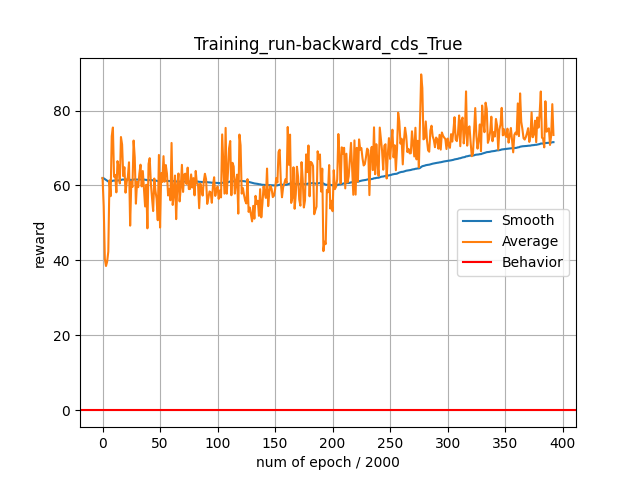 Training_run-backward_cds_True
reward
80
60
40
20
0
Smooth
Average
Behavior
0 50 100 150 200 250 300 350 400
num of epoch / 2000